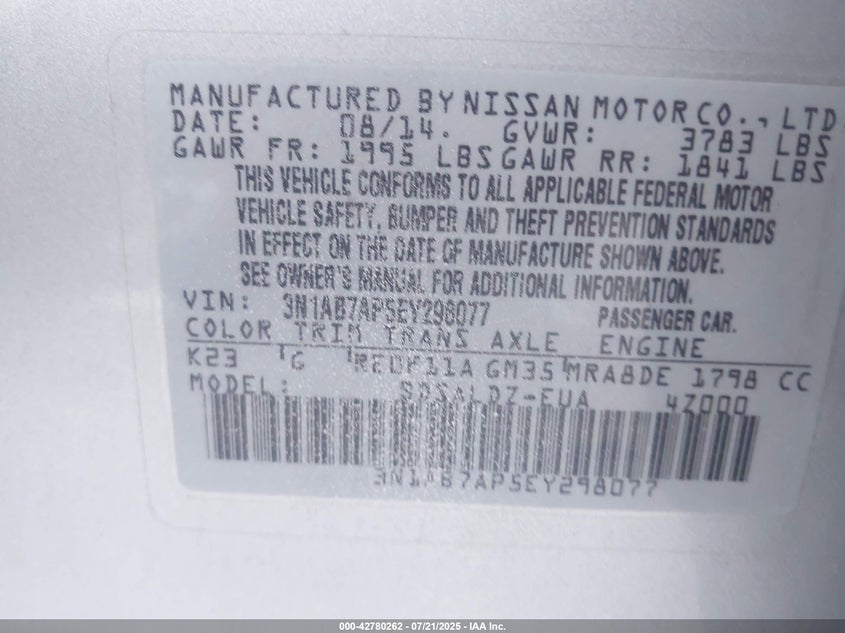 MANUFACTURED BY NISSAN MOTOR CO., LTD.
DATE: 08/14. GVWR: 3783 LBS
GAWR FR: 1995 LBS GAWR RR: 1841 LBS
THIS VEHICLE CONFORMS TO ALL APPLICABLE FEDERAL MOTOR
VEHICLE SAFETY, BUMPER AND THEFT PREVENTION STANDARDS
IN EFFECT ON THE DATE OF MANUFACTURE SHOWN ABOVE.
SEE OWNER'S MANUAL FOR ADDITIONAL INFORMATION.
VIN: 3N1AB7AP5EY298077 PASSENGER CAR.
COLOR TRIM TRANS AXLE ENGINE
K23 G RE0F11A GM35 MRA8DE 1798 CC
MODEL: 4Z000
3N1AB7AP5EY298077
000-42780262 - 07/21/2025 - IAA Inc.